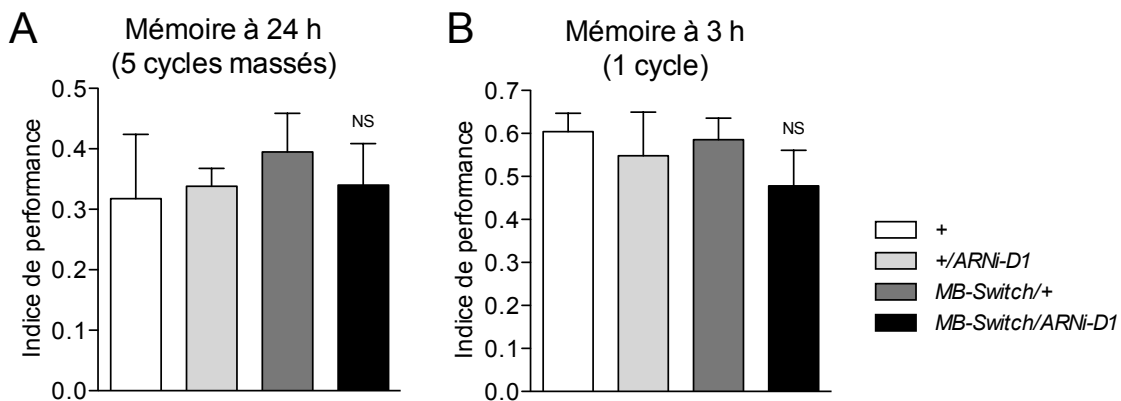 A
Mémoire à 24 h
(5 cycles massés)
Indice de performance
0.5
0.4
0.3
0.2
0.1
0.0
NS
B
Mémoire à 3 h
(1 cycle)
Indice de performance
0.7
0.6
0.5
0.4
0.3
0.2
0.1
0.0
NS
+
+/ARNi-D1
MB-Switch/+
MB-Switch/ARNi-D1